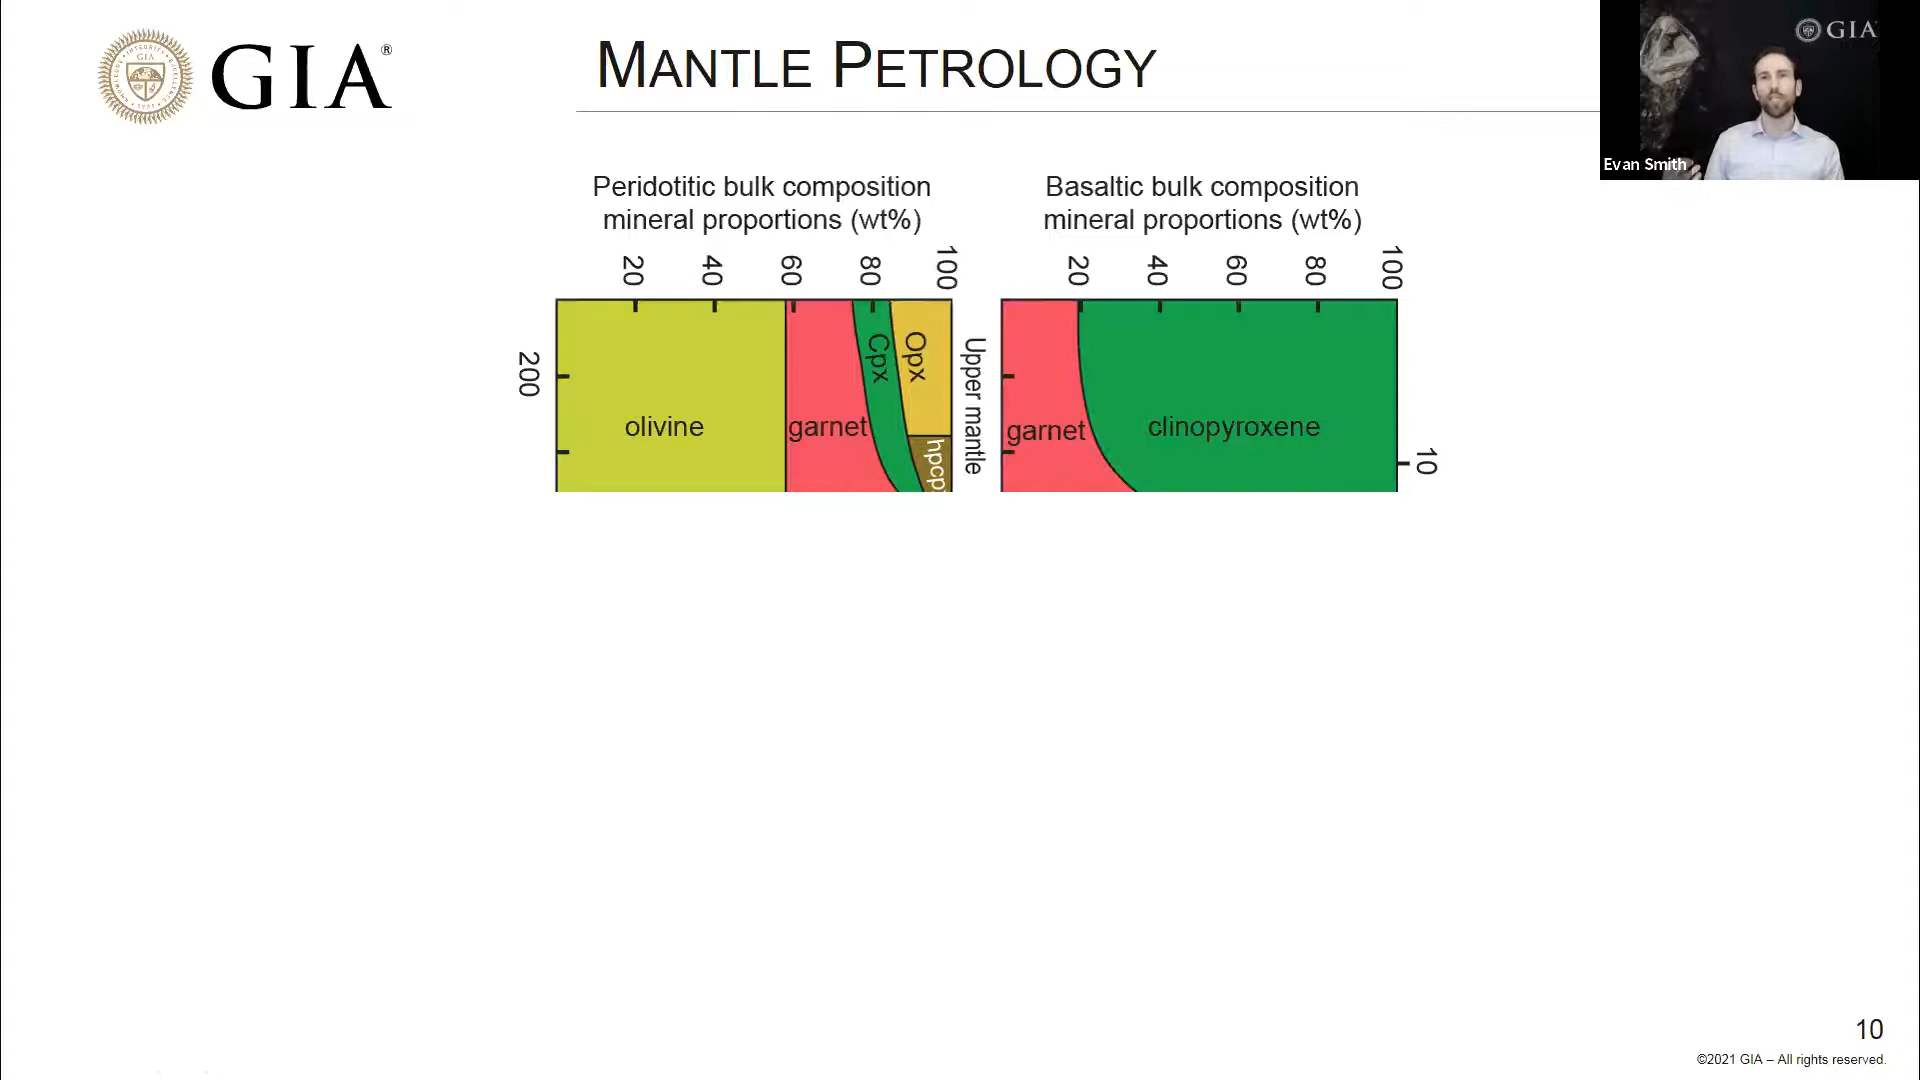 GIA®
MANTLE PETROLOGY
GIA
Evan Smith
Peridotitic bulk composition
mineral proportions (wt%)
Basaltic bulk composition
mineral proportions (wt%)
20 40 60 80 100
20 40 60 80 100
200
olivine
garnet
Cpx
Opx
hpcp
Upper mantle
garnet
clinopyroxene
10
10
©2021 GIA – All rights reserved.